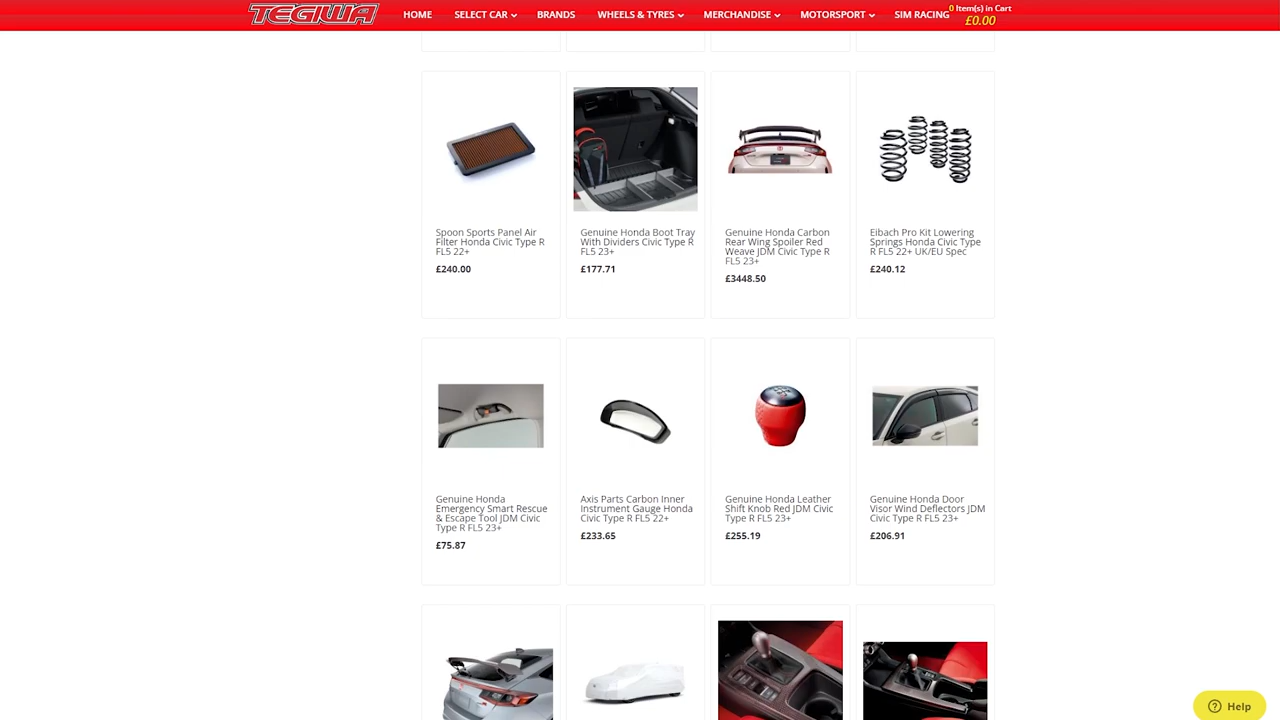 TEGIWA
HOME
SELECT CAR
BRANDS
WHEELS & TYRES
MERCHANDISE
MOTORSPORT
SIM RACING
0 Item(s) in Cart
£0.00
Spoon Sports Panel Air
Filter Honda Civic Type R
FL5 22+
£240.00
Genuine Honda Boot Tray
With Dividers Civic Type R
FL5 23+
£177.71
Genuine Honda Carbon
Rear Wing Spoiler Red
Weave JDM Civic Type R
FL5 23+
£3448.50
Eibach Pro Kit Lowering
Springs Honda Civic Type
R FL5 22+ UK/EU Spec
£240.12
Genuine Honda
Emergency Smart Rescue
& Escape Tool JDM Civic
Type R FL5 23+
£75.87
Axis Parts Carbon Inner
Instrument Gauge Honda
Civic Type R FL5 22+
£233.65
Genuine Honda Leather
Shift Knob Red JDM Civic
Type R FL5 23+
£255.19
Genuine Honda Door
Visor Wind Deflectors JDM
Civic Type R FL5 23+
£206.91
Help